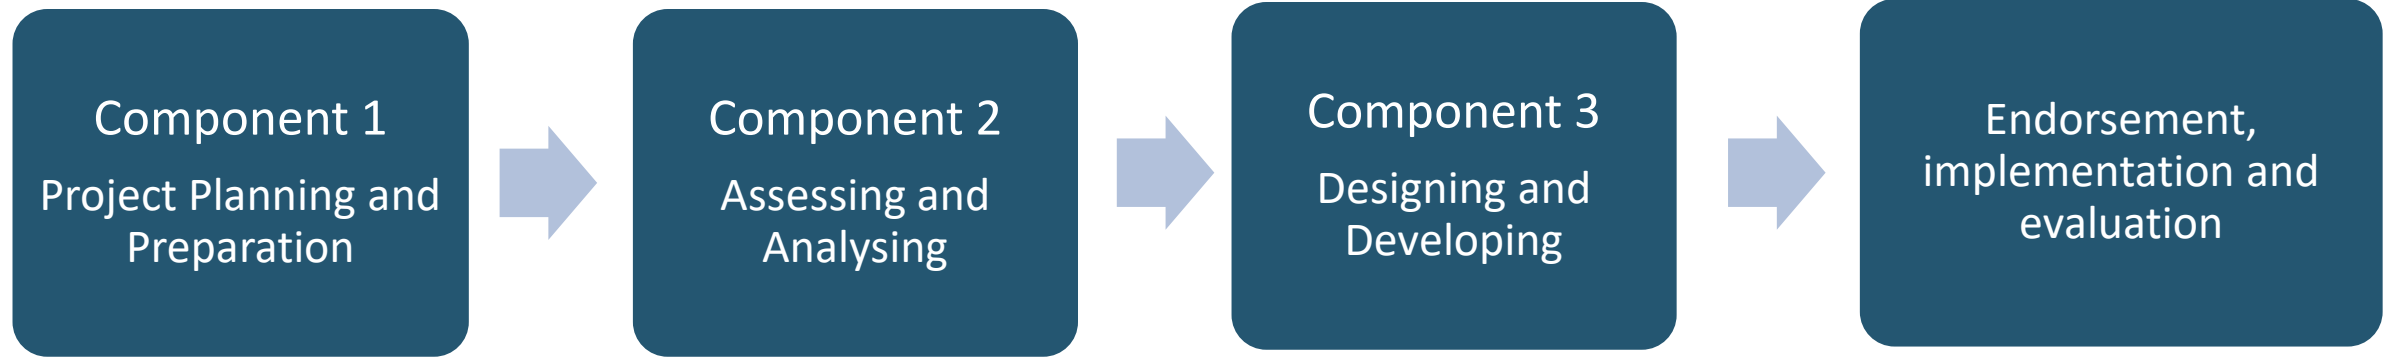 Component 1
Project Planning and
Preparation
Component 2
Assessing and
Analysing
Component 3
Designing and
Developing
Endorsement,
implementation and
evaluation